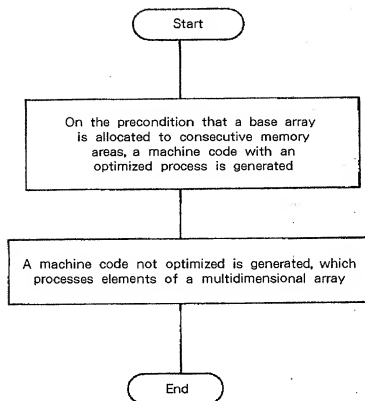 Start
On the precondition that a base array
is allocated to consecutive memory
areas, a machine code with an
optimized process is generated
A machine code not optimized is generated, which
processes elements of a multidimensional array
End